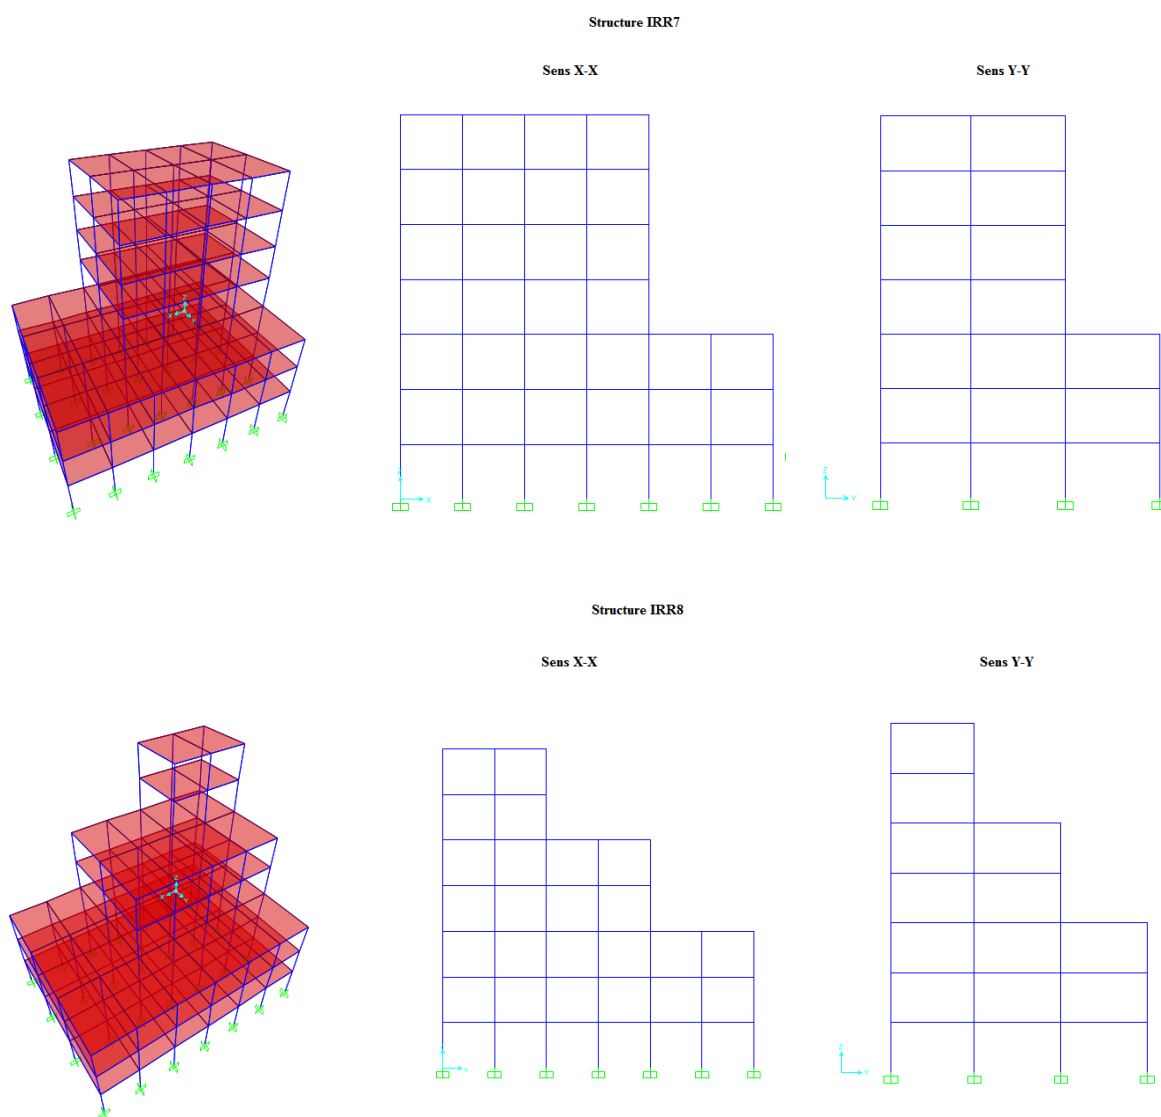 Structure IRR7
Sens X-X
Sens Y-Y
Z
X
Y
Z
X
Z
Y
Structure IRR8
Sens X-X
Sens Y-Y
Z
X
Y
X
Z
Y